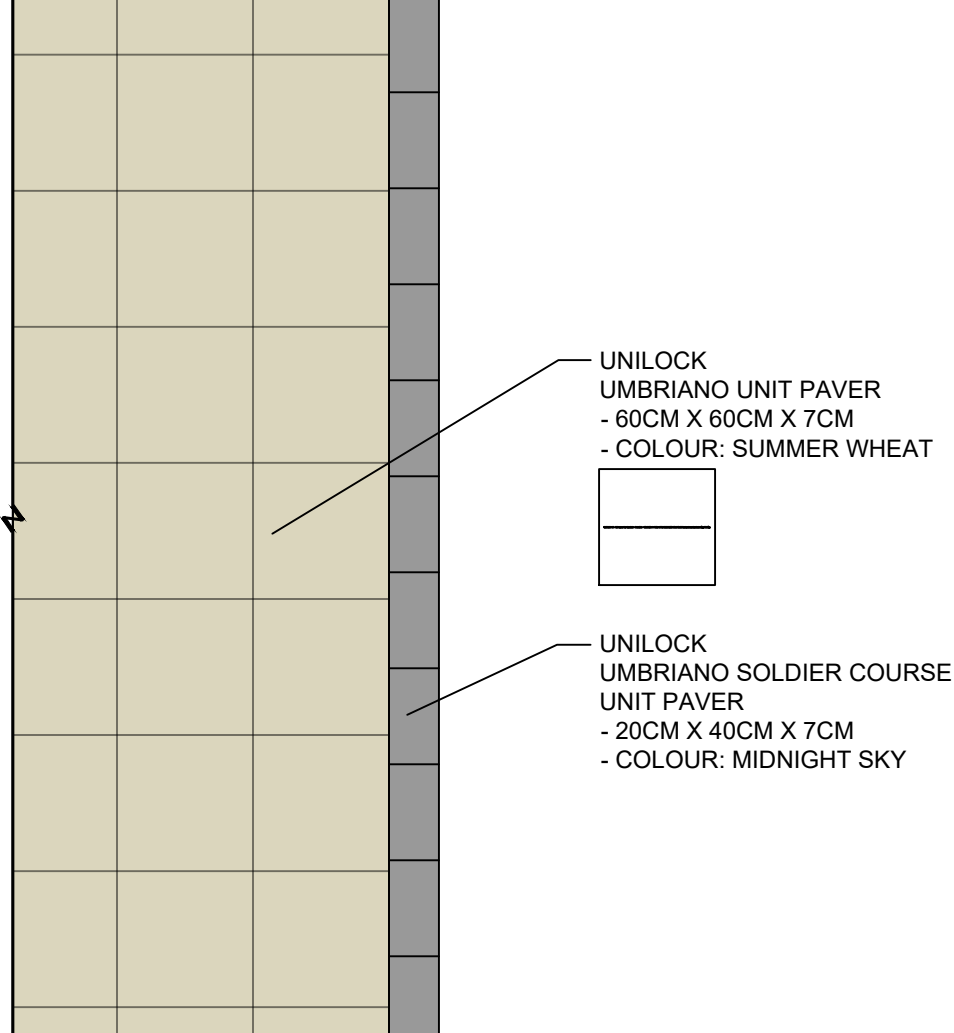 UNILOCK
UMBRIANO UNIT PAVER
- 60CM X 60CM X 7CM
- COLOUR: SUMMER WHEAT
UNILOCK
UMBRIANO SOLDIER COURSE
UNIT PAVER
- 20CM X 40CM X 7CM
- COLOUR: MIDNIGHT SKY